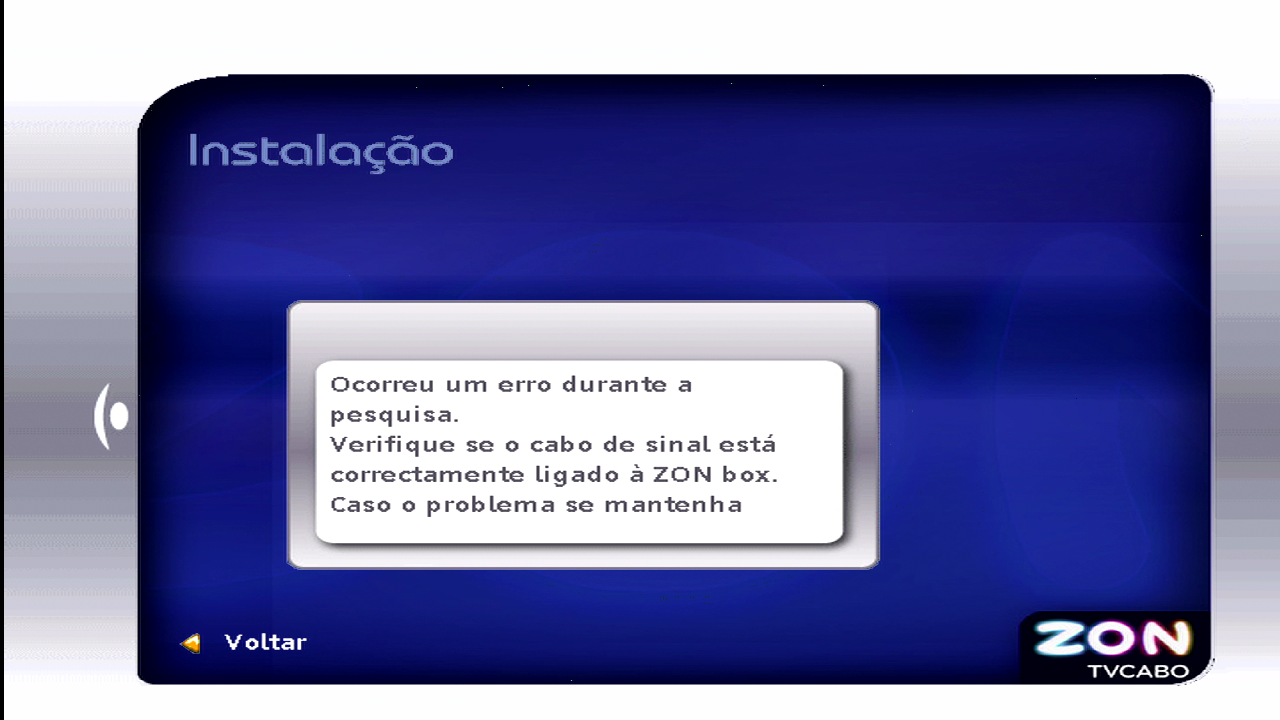 Instalação
Ocorreu um erro durante a
pesquisa.
Verifique se o cabo de sinal está
correctamente ligado à ZON box.
Caso o problema se mantenha
Voltar
ZON
TVCABO